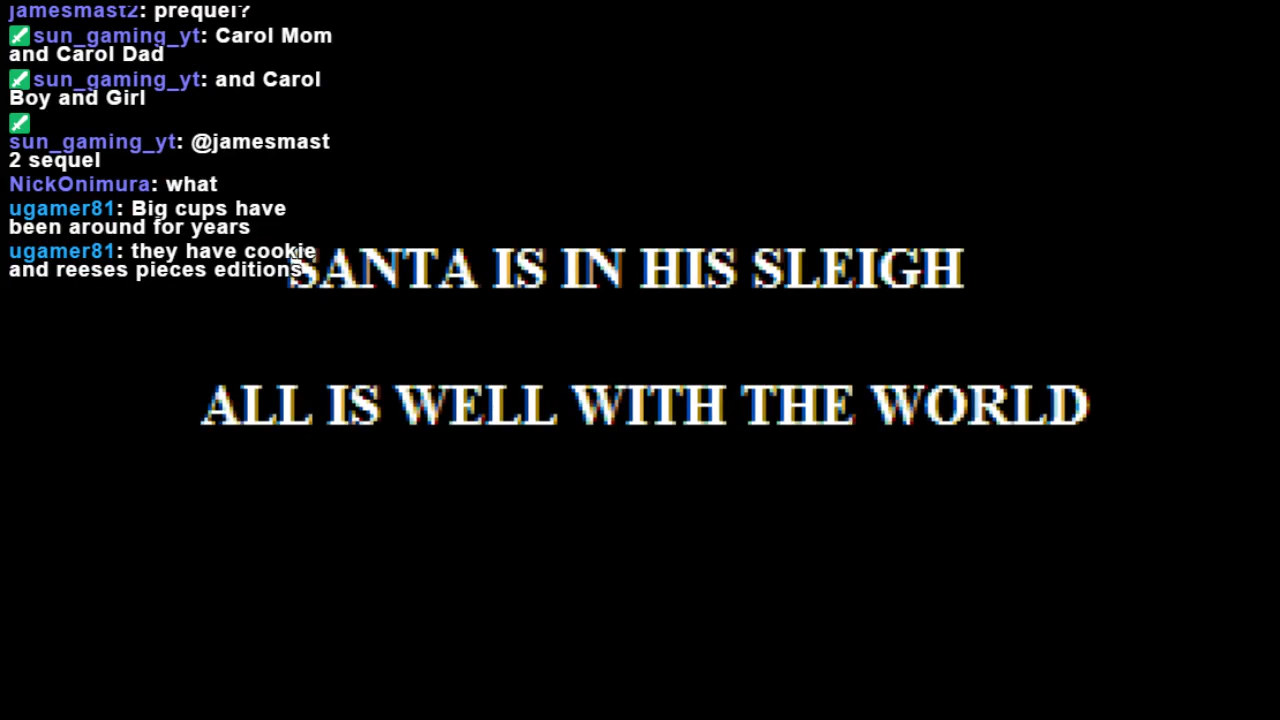 jamesmast2: prequel?
sun_gaming_yt: Carol Mom
and Carol Dad
sun_gaming_yt: and Carol
Boy and Girl
sun_gaming_yt: @jamesmast
2 sequel
NickOnimura: what
ugamer81: Big cups have
been around for years
ugamer81: they have cookie
and reeses pieces editions
SANTA IS IN HIS SLEIGH
ALL IS WELL WITH THE WORLD